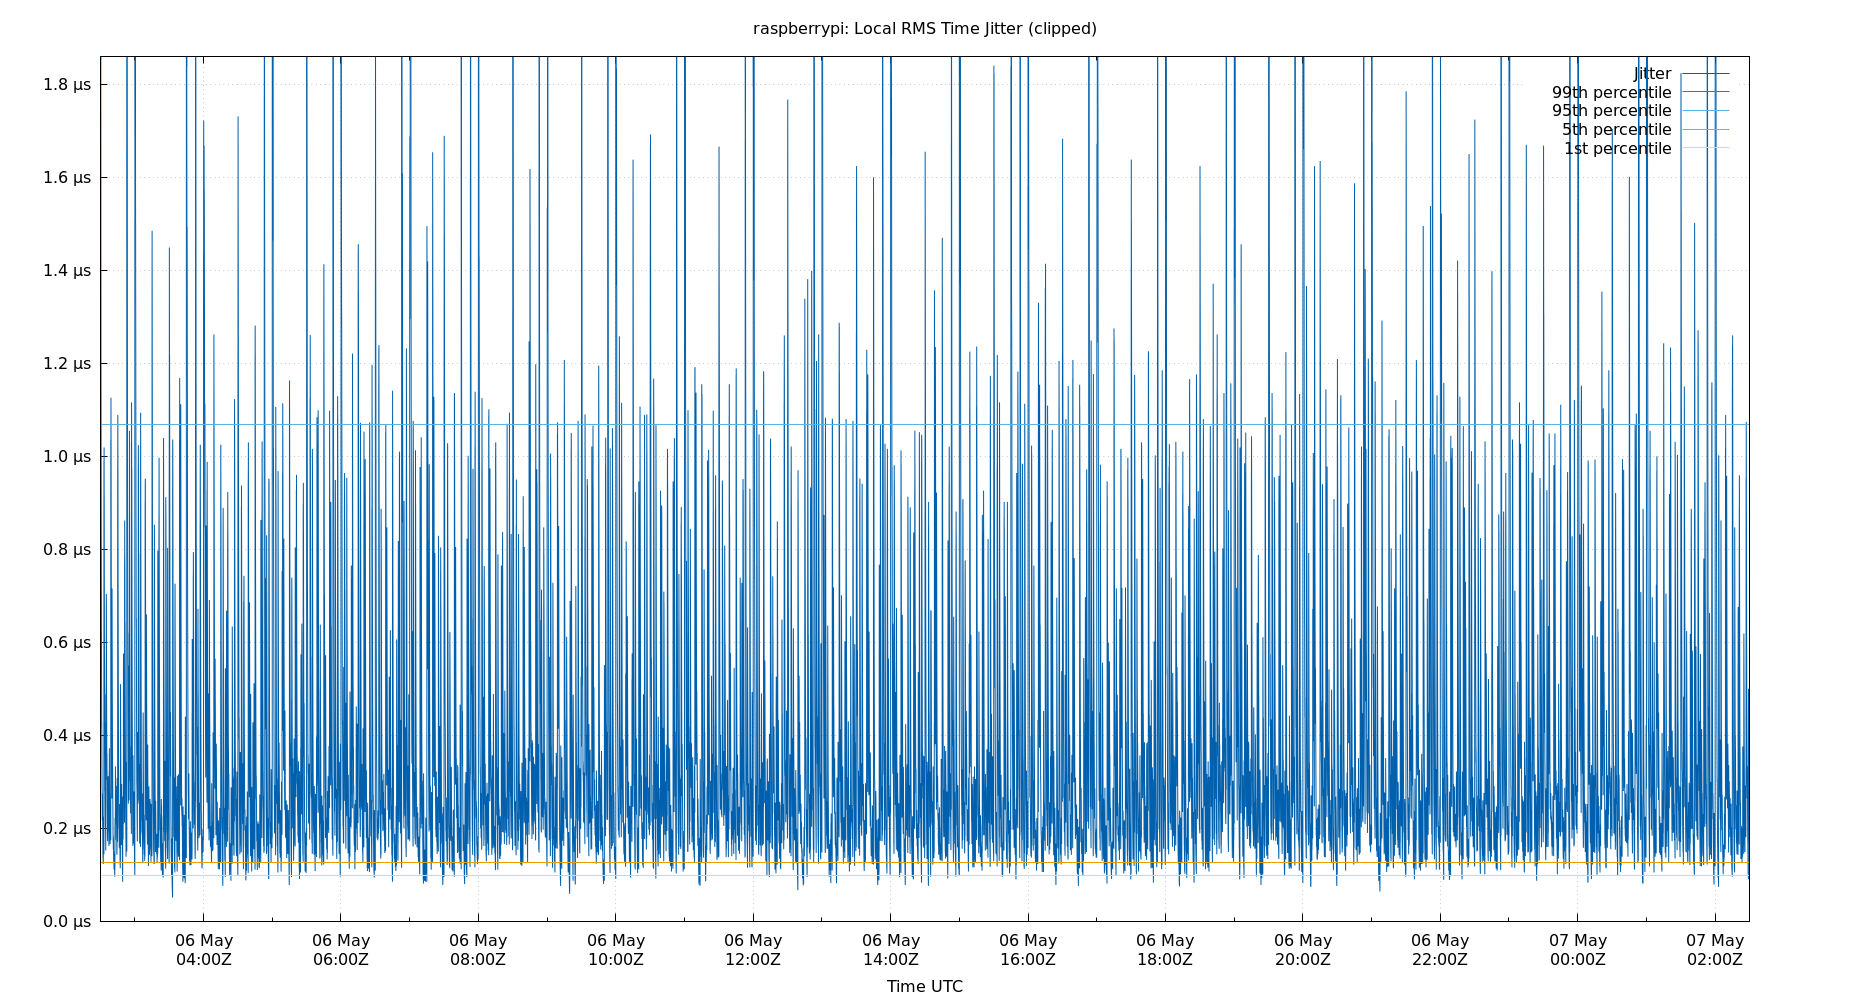 raspberrypi: Local RMS Time Jitter (clipped)
Jitter
99th percentile
95th percentile
5th percentile
1st percentile
1.8 μs
1.6 μs
1.4 μs
1.2 μs
1.0 μs
0.8 μs
0.6 μs
0.4 μs
0.2 μs
0.0 μs
06 May 06 May 06 May 06 May 06 May 06 May 06 May 06 May 06 May 06 May 07 May 07 May
04:00Z 06:00Z 08:00Z 10:00Z 12:00Z 14:00Z 16:00Z 18:00Z 20:00Z 22:00Z 00:00Z 02:00Z
Time UTC